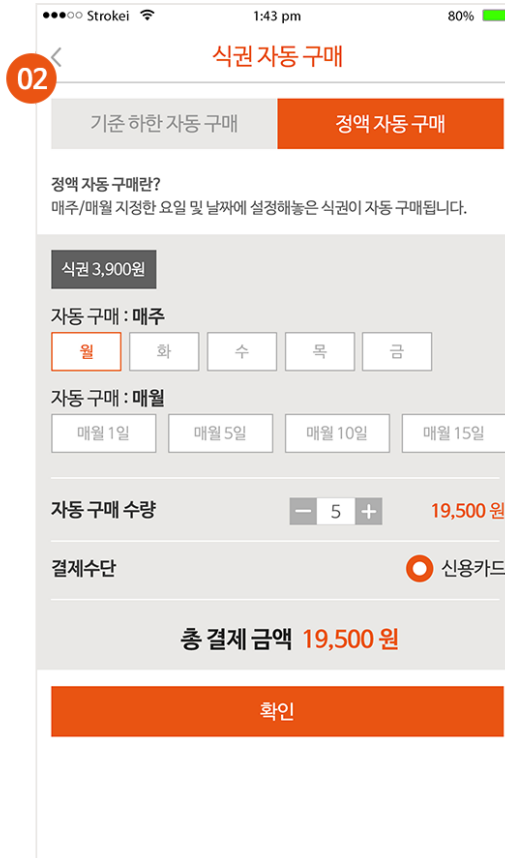 Strokei 1:43 pm 80%
02
식권 자동 구매
기준 하한 자동 구매 정액 자동 구매
정액 자동 구매란?
매주/매월 지정한 요일 및 날짜에 설정해놓은 식권이 자동 구매됩니다.
식권 3,900원
자동 구매 : 매주
월 화 수 목 금
자동 구매 : 매월
매월 1일 매월 5일 매월 10일 매월 15일
자동 구매 수량 5 19,500 원
결제수단 신용카드
총 결제 금액 19,500 원
확인